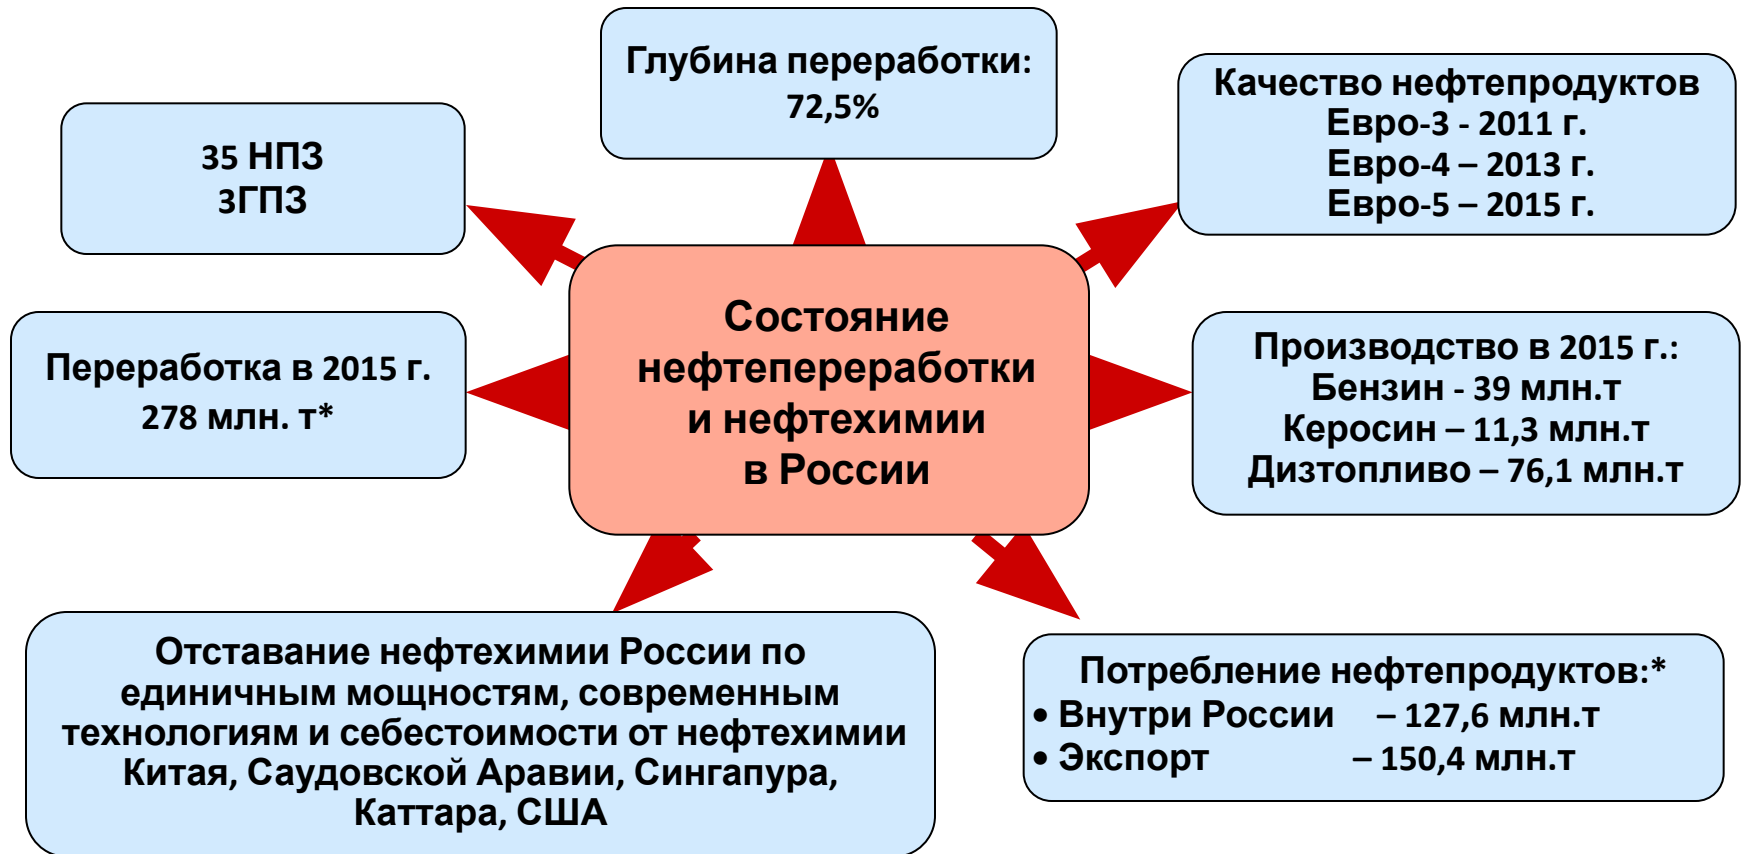 Глубина переработки:
72,5%
Качество нефтепродуктов
Евро-3 - 2011 г.
Евро-4 – 2013 г.
Евро-5 – 2015 г.
35 НПЗ
3ГПЗ
Состояние
нефтепереработки
и нефтехимии
в России
Переработка в 2015 г.
278 млн. т*
Производство в 2015 г.:
Бензин - 39 млн.т
Керосин – 11,3 млн.т
Дизтопливо – 76,1 млн.т
Отставание нефтехимии России по
единичным мощностям, современным
технологиям и себестоимости от нефтехимии
Китая, Саудовской Аравии, Сингапура,
Каттара, США
Потребление нефтепродуктов:*
• Внутри России – 127,6 млн.т
• Экспорт – 150,4 млн.т